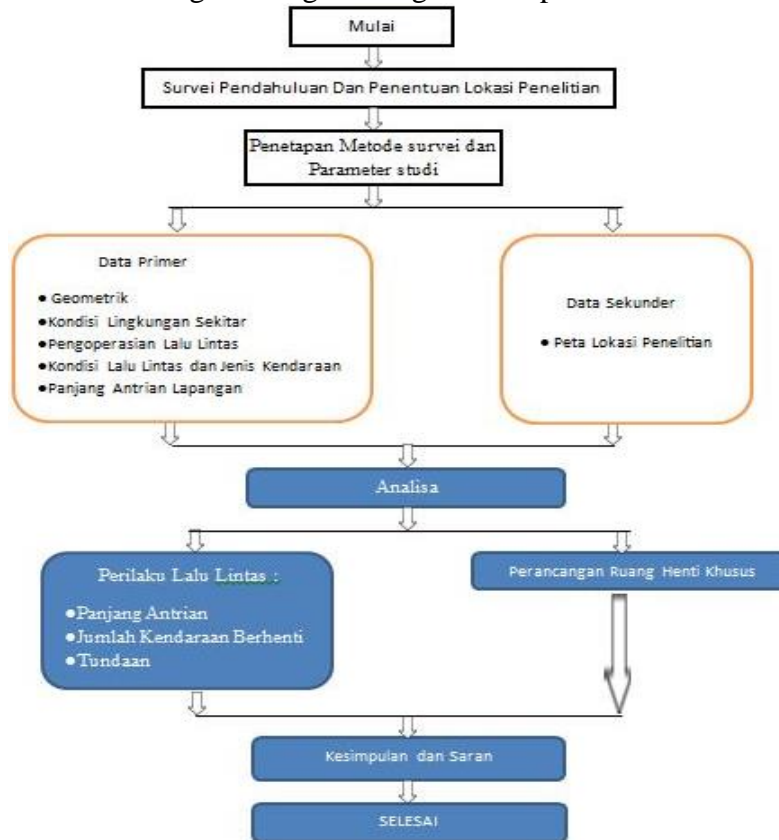 Mulai
Survei Pendahuluan Dan Penentuan Lokasi Penelitian
Penetapan Metode survei dan
Parameter studi
Data Primer
● Geometrik
●Kondisi Lingkungan Sekitar
●Pengoperasian Lalu Lintas
●Kondisi Lalu Lintas dan Jenis Kendaraan
●Panjang Antrian Lapangan
Data Sekunder
● Peta Lokasi Penelitian
Analisa
Perilaku Lalu Lintas :
●Panjang Antrian
●Jumlah Kendaraan Berhenti
●Tundaan
Perancangan Ruang Henti Khusus
Kesimpulan dan Saran
SELESAI